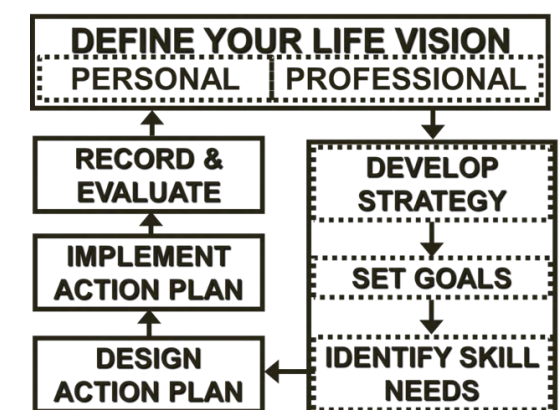 DEFINE YOUR LIFE VISION
PERSONAL
PROFESSIONAL
RECORD &
EVALUATE
DEVELOP
STRATEGY
IMPLEMENT
ACTION PLAN
SET GOALS
DESIGN
ACTION PLAN
IDENTIFY SKILL
NEEDS